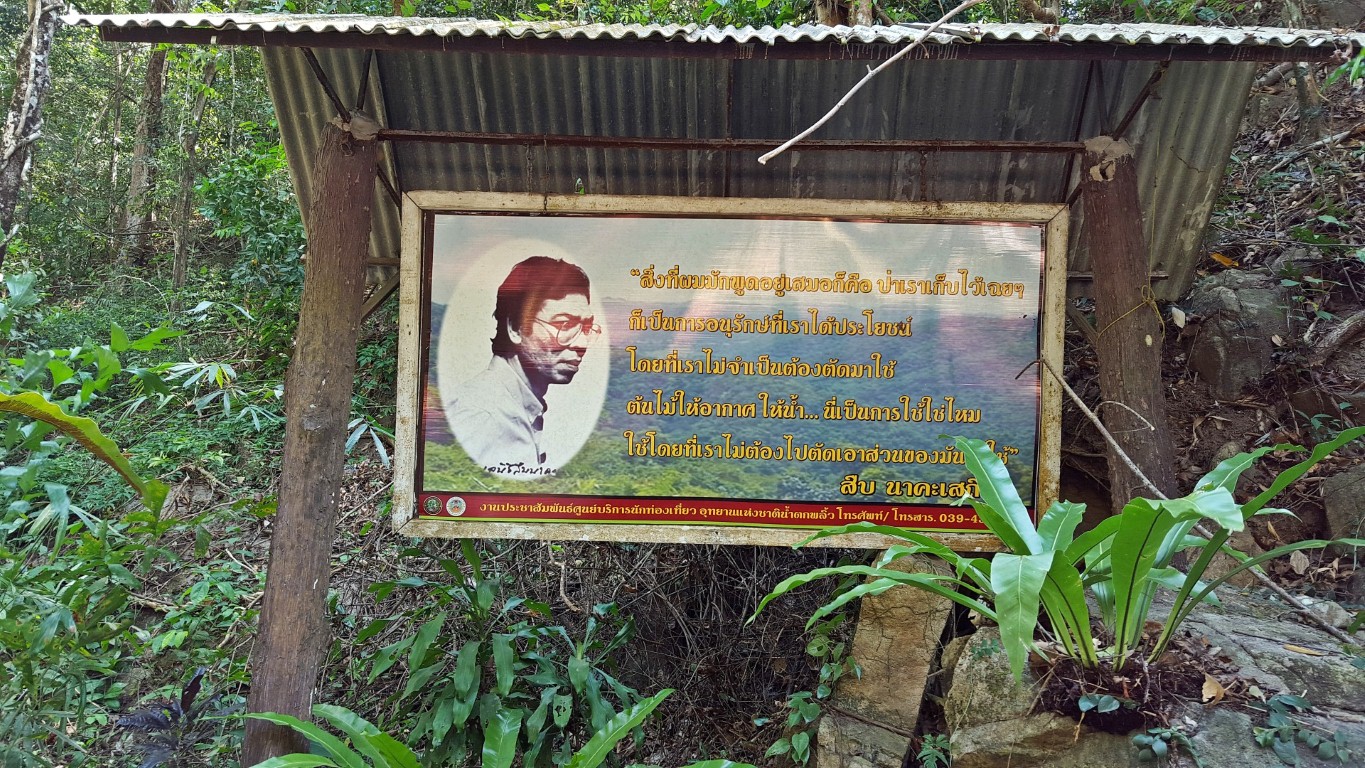 “สิ่งที่ผมมักพูดอยู่เสมอก็คือ ป่าเราเก็บไว้เฉยๆ
ก็เป็นการอนุรักษ์ที่เราได้ประโยชน์
โดยที่เราไม่จำเป็นต้องตัดมาใช้
ต้นไม้ให้อากาศ ให้น้ำ... นี่เป็นการใช้ใช่ไหม
ใช้โดยที่เราไม่ต้องไปตัดเอาส่วนของมัน
สืบ นาคะเสถี
งานประชาสัมพันธ์ศูนย์บริการนักท่องเที่ยว อุทยานแห่งชาติน้ำตกพลิ้ว โทรศัพท์/ โทรสาร. 039-4